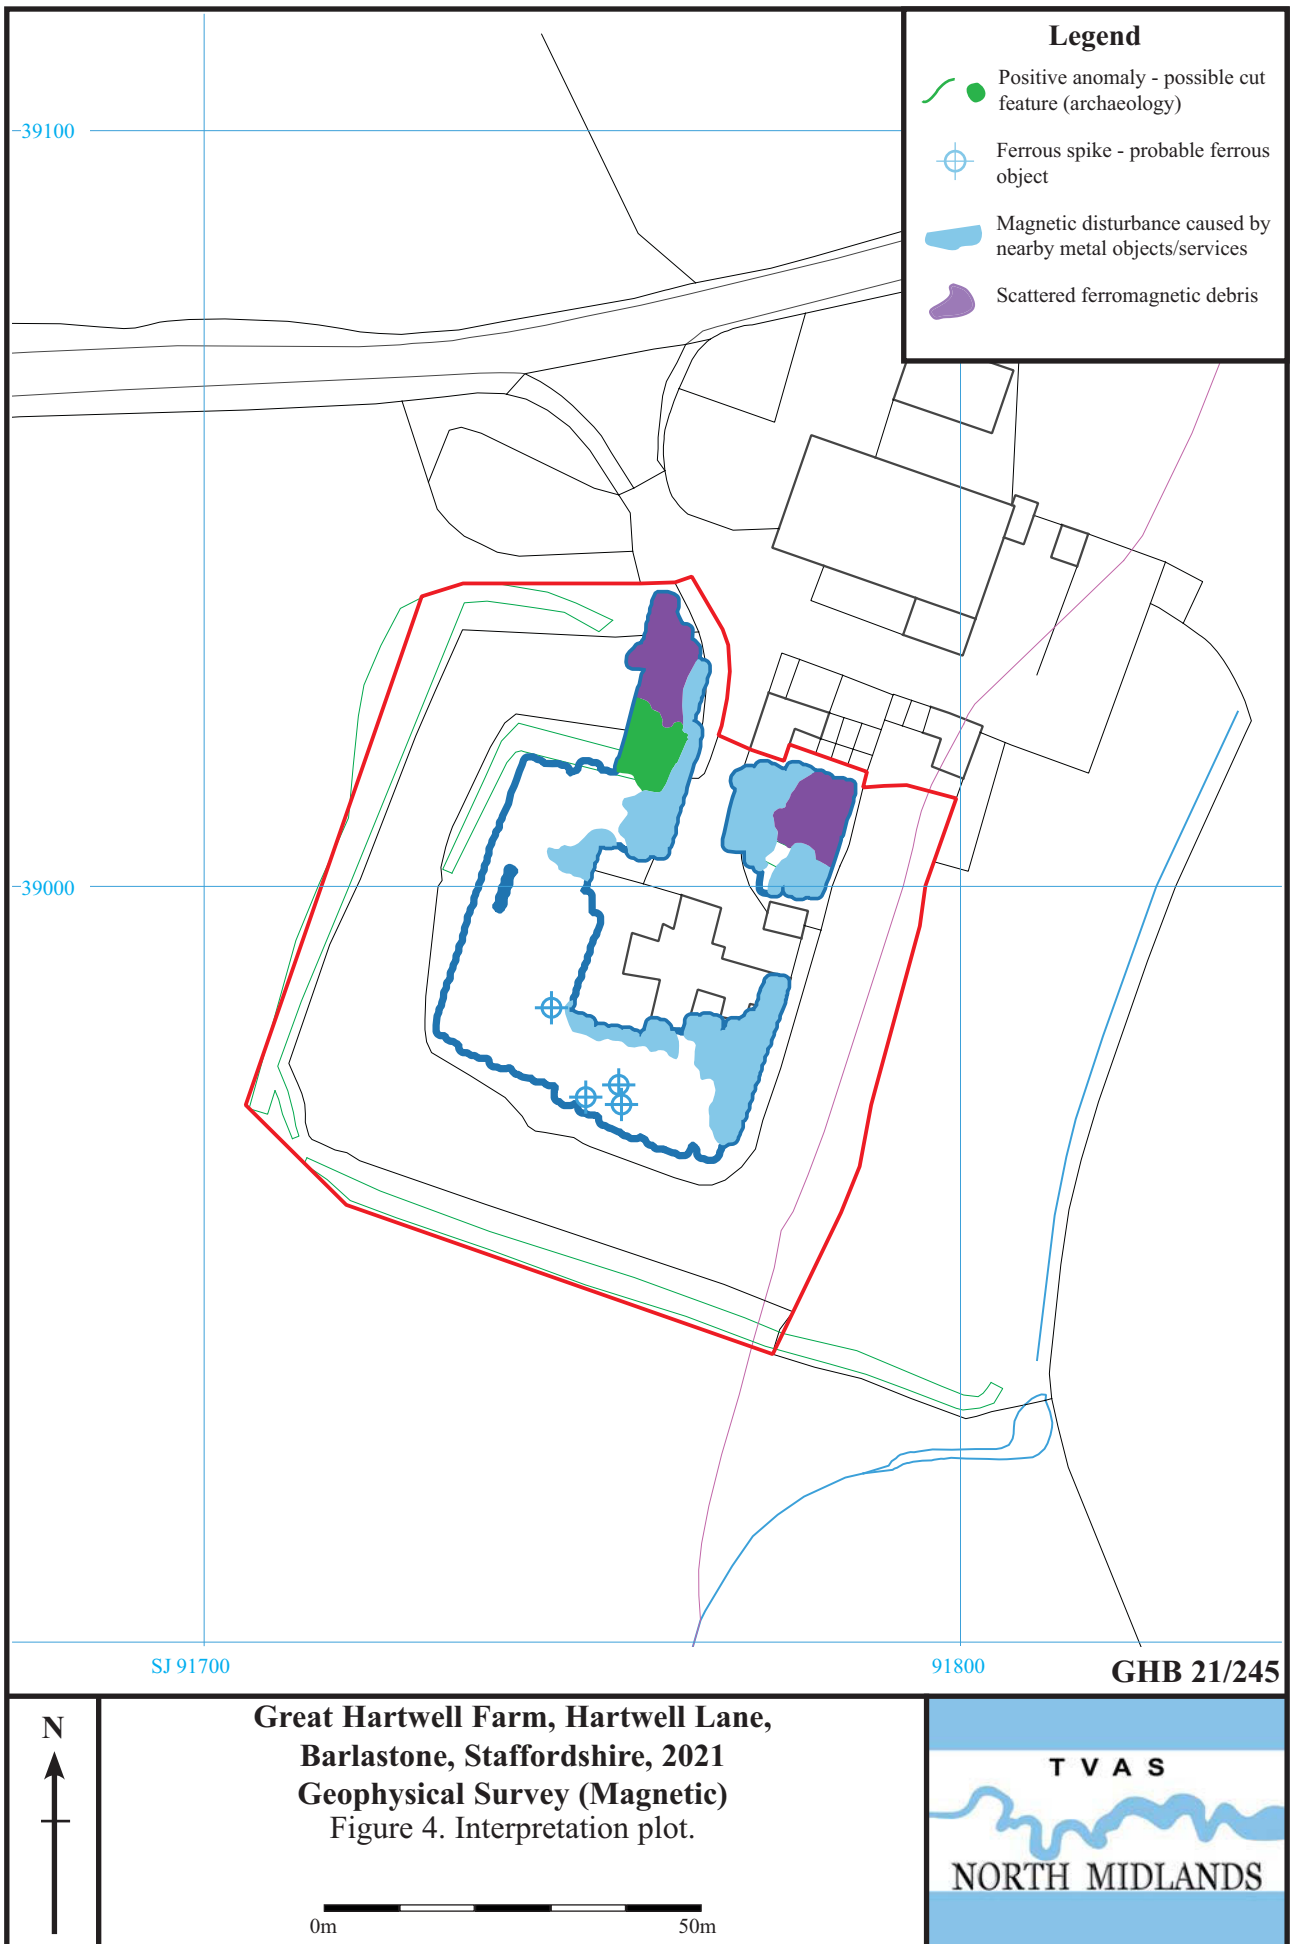 Legend
Positive anomaly - possible cut
feature (archaeology)
Ferrous spike - probable ferrous
object
Magnetic disturbance caused by
nearby metal objects/services
Scattered ferromagnetic debris
39100
39000
SJ 91700
91800
GHB 21/245
N
Great Hartwell Farm, Hartwell Lane,
Barlastone, Staffordshire, 2021
Geophysical Survey (Magnetic)
Figure 4. Interpretation plot.
0m
50m
TVAS
NORTH MIDLANDS